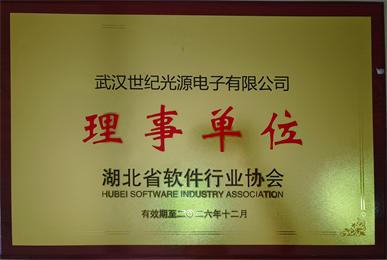 武汉世纪光源电子有限公司
理事单位
湖北省软件行业协会
HUBEI SOFTWARE INDUSTRY ASSOCIATION
有效期至二〇二六年十二月